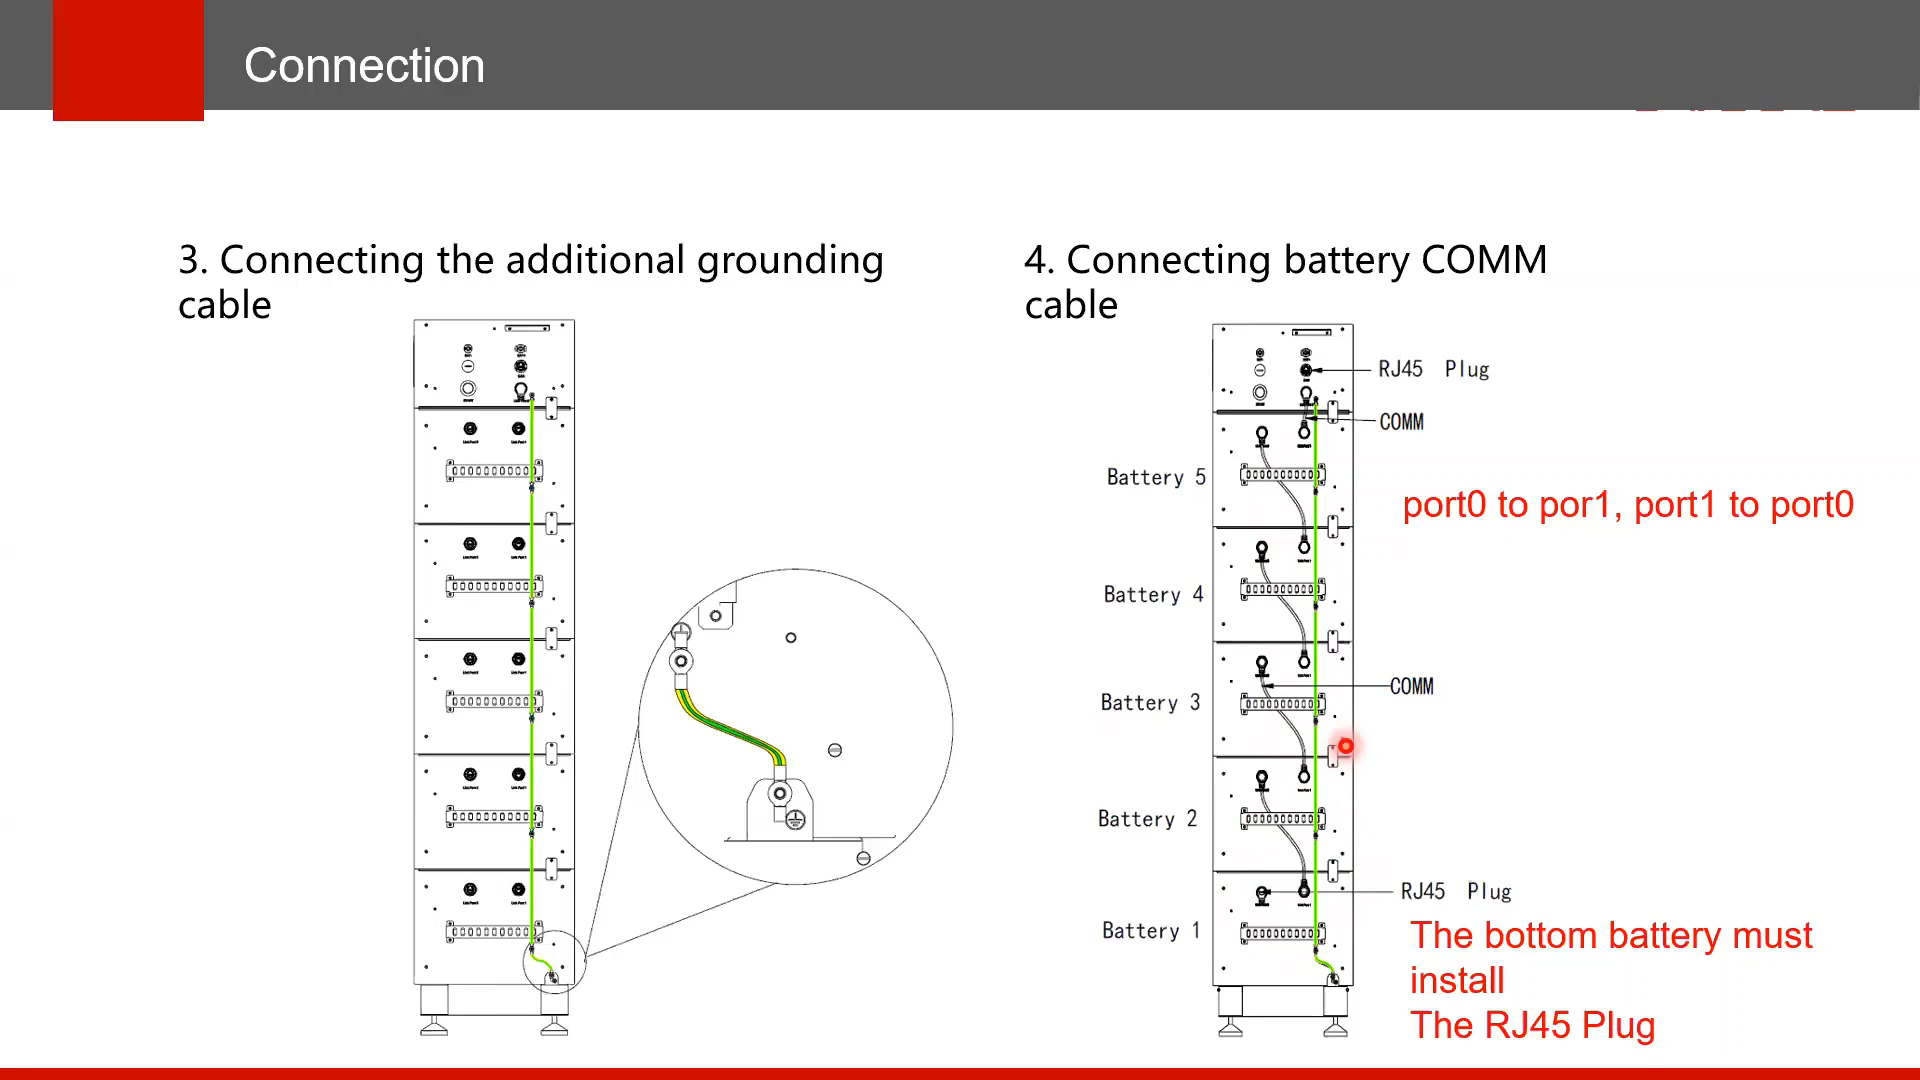 Connection
3. Connecting the additional grounding
cable
4. Connecting battery COMM
cable
RJ45 Plug
COMM
Battery 5
port0 to por1, port1 to port0
Battery 4
COMM
Battery 3
Battery 2
RJ45 Plug
Battery 1
The bottom battery must
install
The RJ45 Plug